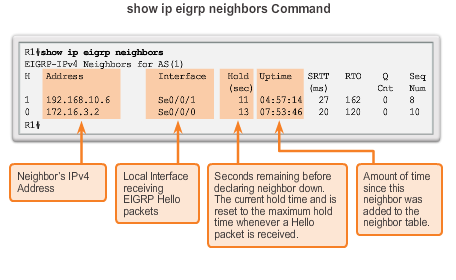 show ip eigrp neighbors Command
R1#show ip eigrp neighbors
EIGRP-IPv4 Neighbors for AS(1)
H Address Interface Hold Uptime SRTT RTO Q Seq
(sec) (ms) Cnt Num
1 192.168.10.6 Se0/0/1 11 04:57:14 27 162 0 8
0 172.16.3.2 Se0/0/0 13 07:53:46 20 120 0 10
R1#
Neighbor's IPv4
Address
Local Interface
receiving
EIGRP Hello
packets
Seconds remaining before
declaring neighbor down.
The current hold time and is
reset to the maximum hold
time whenever a Hello
packet is received.
Amount of time
since this
neighbor was
added to the
neighbor table.